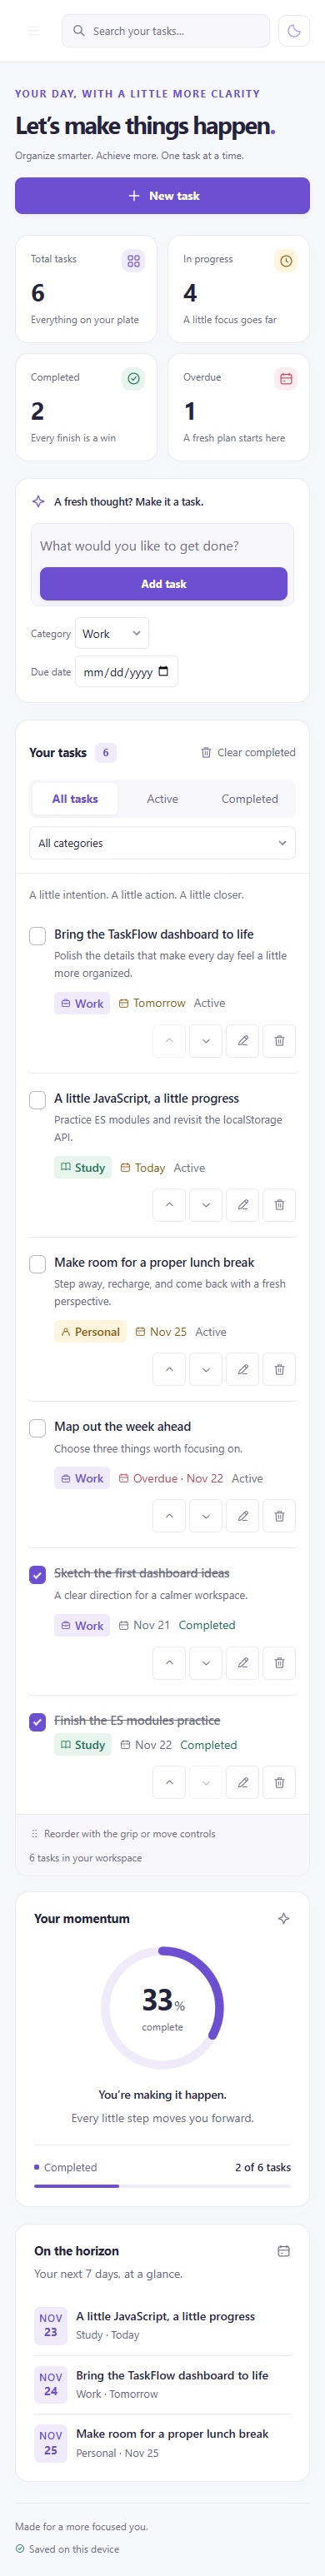 Search your tasks...
YOUR DAY, WITH A LITTLE MORE CLARITY
Let’s make things happen.
Organize smarter. Achieve more. One task at a time.
New task
Total tasks
6
Everything on your plate
In progress
4
A little focus goes far
Completed
2
Every finish is a win
Overdue
1
A fresh plan starts here
A fresh thought? Make it a task.
What would you like to get done?
Add task
Category Work
Due date mm/dd/yyyy
Your tasks 6 Clear completed
All tasks Active Completed
All categories
A little intention. A little action. A little closer.
Bring the TaskFlow dashboard to life
Polish the details that make every day feel a little
more organized.
Work Tomorrow Active
A little JavaScript, a little progress
Practice ES modules and revisit the localStorage
API.
Study Today Active
Make room for a proper lunch break
Step away, recharge, and come back with a fresh
perspective.
Personal Nov 25 Active
Map out the week ahead
Choose three things worth focusing on.
Work Overdue · Nov 22 Active
Sketch the first dashboard ideas
A clear direction for a calmer workspace.
Work Nov 21 Completed
Finish the ES modules practice
Study Nov 22 Completed
Reorder with the grip or move controls
6 tasks in your workspace
Your momentum
33%
complete
You’re making it happen.
Every little step moves you forward.
Completed 2 of 6 tasks
On the horizon
Your next 7 days, at a glance.
NOV
23
A little JavaScript, a little progress
Study · Today
NOV
24
Bring the TaskFlow dashboard to life
Work · Tomorrow
NOV
25
Make room for a proper lunch break
Personal · Nov 25
Made for a more focused you.
Saved on this device